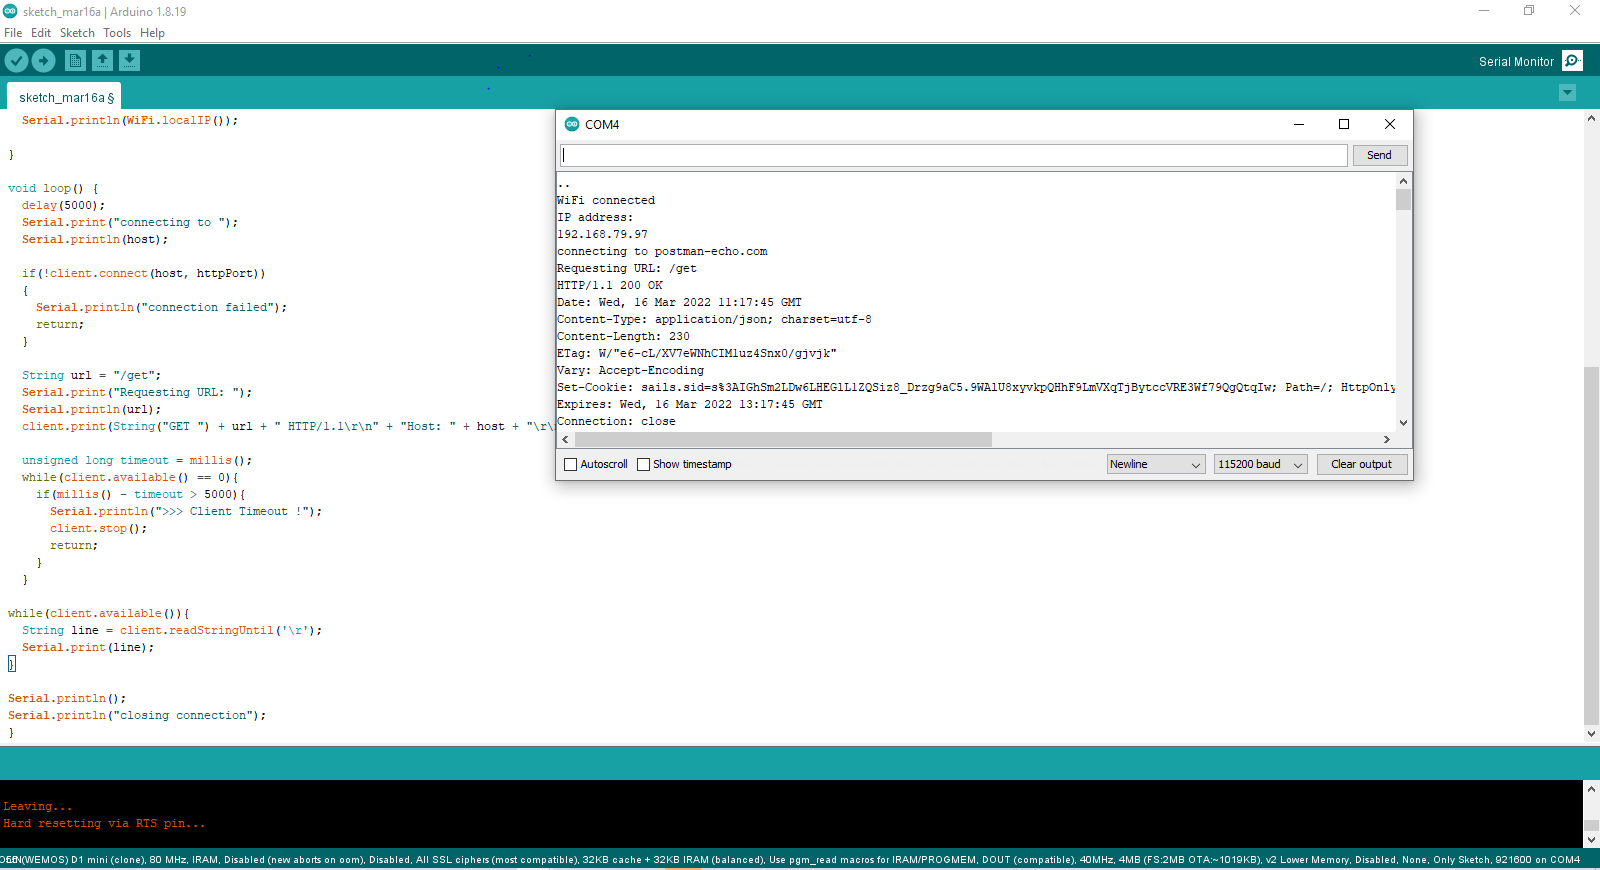 sketch_mar16a | Arduino 1.8.19
File Edit Sketch Tools Help
Serial Monitor
sketch_mar16a §
Serial.println(WiFi.localIP());
}
void loop() {
delay(5000);
Serial.print("connecting to ");
Serial.println(host);
if(!client.connect(host, httpPort))
{
Serial.println("connection failed");
return;
}
String url = "/get";
Serial.print("Requesting URL: ");
Serial.println(url);
client.print(String("GET ") + url + " HTTP/1.1\r\n" + "Host: " + host + "\r\
unsigned long timeout = millis();
while(client.available() == 0){
if(millis() - timeout > 5000){
Serial.println(">>> Client Timeout !");
client.stop();
return;
}
}
while(client.available()){
String line = client.readStringUntil('\r');
Serial.print(line);
}
Serial.println();
Serial.println("closing connection");
}
COM4
Send
..
WiFi connected
IP address:
192.168.79.97
connecting to postman-echo.com
Requesting URL: /get
HTTP/1.1 200 OK
Date: Wed, 16 Mar 2022 11:17:45 GMT
Content-Type: application/json; charset=utf-8
Content-Length: 230
ETag: W/"e6-cL/XV7eWNhCIMluz4Snx0/gjvjk"
Vary: Accept-Encoding
Set-Cookie: sails.sid=s%3AIGhSm2LDw6LHEGlLlZQSiz8_Drzg9aC5.9WAlU8xyvkpQHhF9LmVXqTjBytccVRE3Wf79QgQtqIw; Path=/; HttpOnly
Expires: Wed, 16 Mar 2022 13:17:45 GMT
Connection: close
Autoscroll Show timestamp Newline 115200 baud Clear output
Leaving...
Hard resetting via RTS pin...
(WEMOS) D1 mini (clone), 80 MHz, IRAM, Disabled (new aborts on oom), Disabled, All SSL ciphers (most compatible), 32KB cache + 32KB IRAM (balanced), Use pgm_read macros for IRAM/PROGMEM, DOUT (compatible), 40MHz, 4MB (FS:2MB OTA:~1019KB), v2 Lower Memory, Disabled, None, Only Sketch, 921600 on COM4